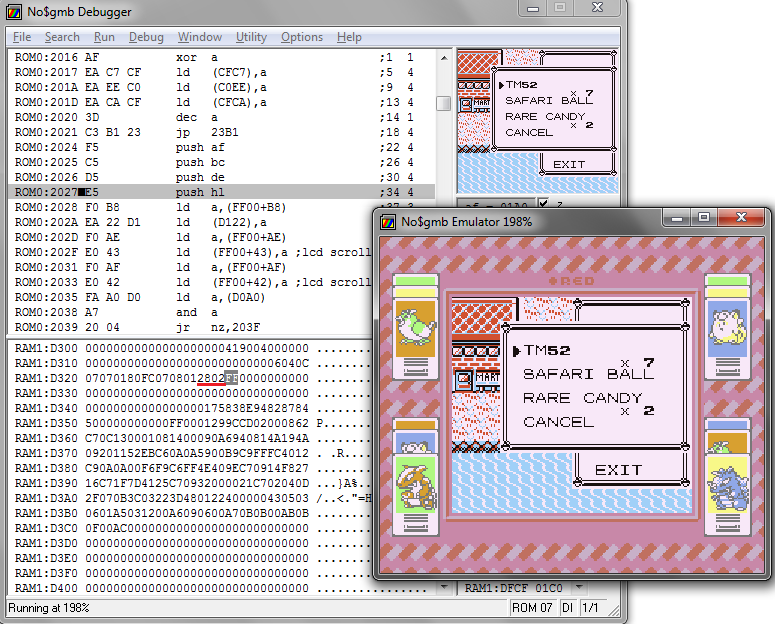 No$gmb Debugger
File Search Run Debug Window Utility Options Help
ROM0:2016 AF xor a ;1 1
ROM0:2017 EA C7 CF ld (CFC7),a ;5 4
ROM0:201A EA EE C0 ld (C0EE),a ;9 4
ROM0:201D EA CA CF ld (CFCA),a ;13 4
ROM0:2020 3D dec a ;14 1
ROM0:2021 C3 B1 23 jp 23B1 ;18 4
ROM0:2024 F5 push af ;22 4
ROM0:2025 C5 push bc ;26 4
ROM0:2026 D5 push de ;30 4
ROM0:2027 E5 push hl ;34 4
ROM0:2028 F0 B8 ld a,(FF00+B8) ;37 3
ROM0:202A EA 22 D1 ld (D122),a
ROM0:202D F0 AE ld a,(FF00+AE)
ROM0:202F E0 43 ld (FF00+43),a ;lcd scroll
ROM0:2031 F0 AF ld a,(FF00+AF)
ROM0:2033 E0 42 ld (FF00+42),a ;lcd scroll
ROM0:2035 FA A0 D0 ld a,(D0A0)
ROM0:2038 A7 and a
ROM0:2039 20 04 jr nz,203F
TM52
x 7
SAFARI BALL
RARE CANDY
x 2
CANCEL
EXIT
MART
af = 01A0 z
RAM1:D300 0000000000000000000419004000000
RAM1:D310 000000000000000000000000006040C
RAM1:D320 07070180FC0708012802FF0000000000
RAM1:D330 00000000000000000000000000000000
RAM1:D340 00000000000000000175838E94828784
RAM1:D350 5000000000FF0001299CCD02000862 P
RAM1:D360 C70C13000108140009 0A6940814A194A
RAM1:D370 09201152EBC60A0A5900B9C9FFFC4012 .R
RAM1:D380 C90A0A00F6F9C6FF4E409EC70914F827
RAM1:D390 16C71F7D4125C70932000021C702040D ...}A%.
RAM1:D3A0 2F070B3C03223D480122400000430503 /..<."=H
RAM1:D3B0 0601A5031200A6090600A70B0B00AB0B
RAM1:D3C0 0F00AC00000000000000000000000000
RAM1:D3D0 00000000000000000000000000000000
RAM1:D3E0 00000000000000000000000000000000
RAM1:D3F0 00000000000000000000000000000000
RAM1:D400 00000000000000000000000000000000
RAM1:DFCF 01C0
Running at 198%
ROM 07 DI 1/1
No$gmb Emulator 198%
RED
TM52
x 7
SAFARI BALL
RARE CANDY
x 2
CANCEL
EXIT
MART